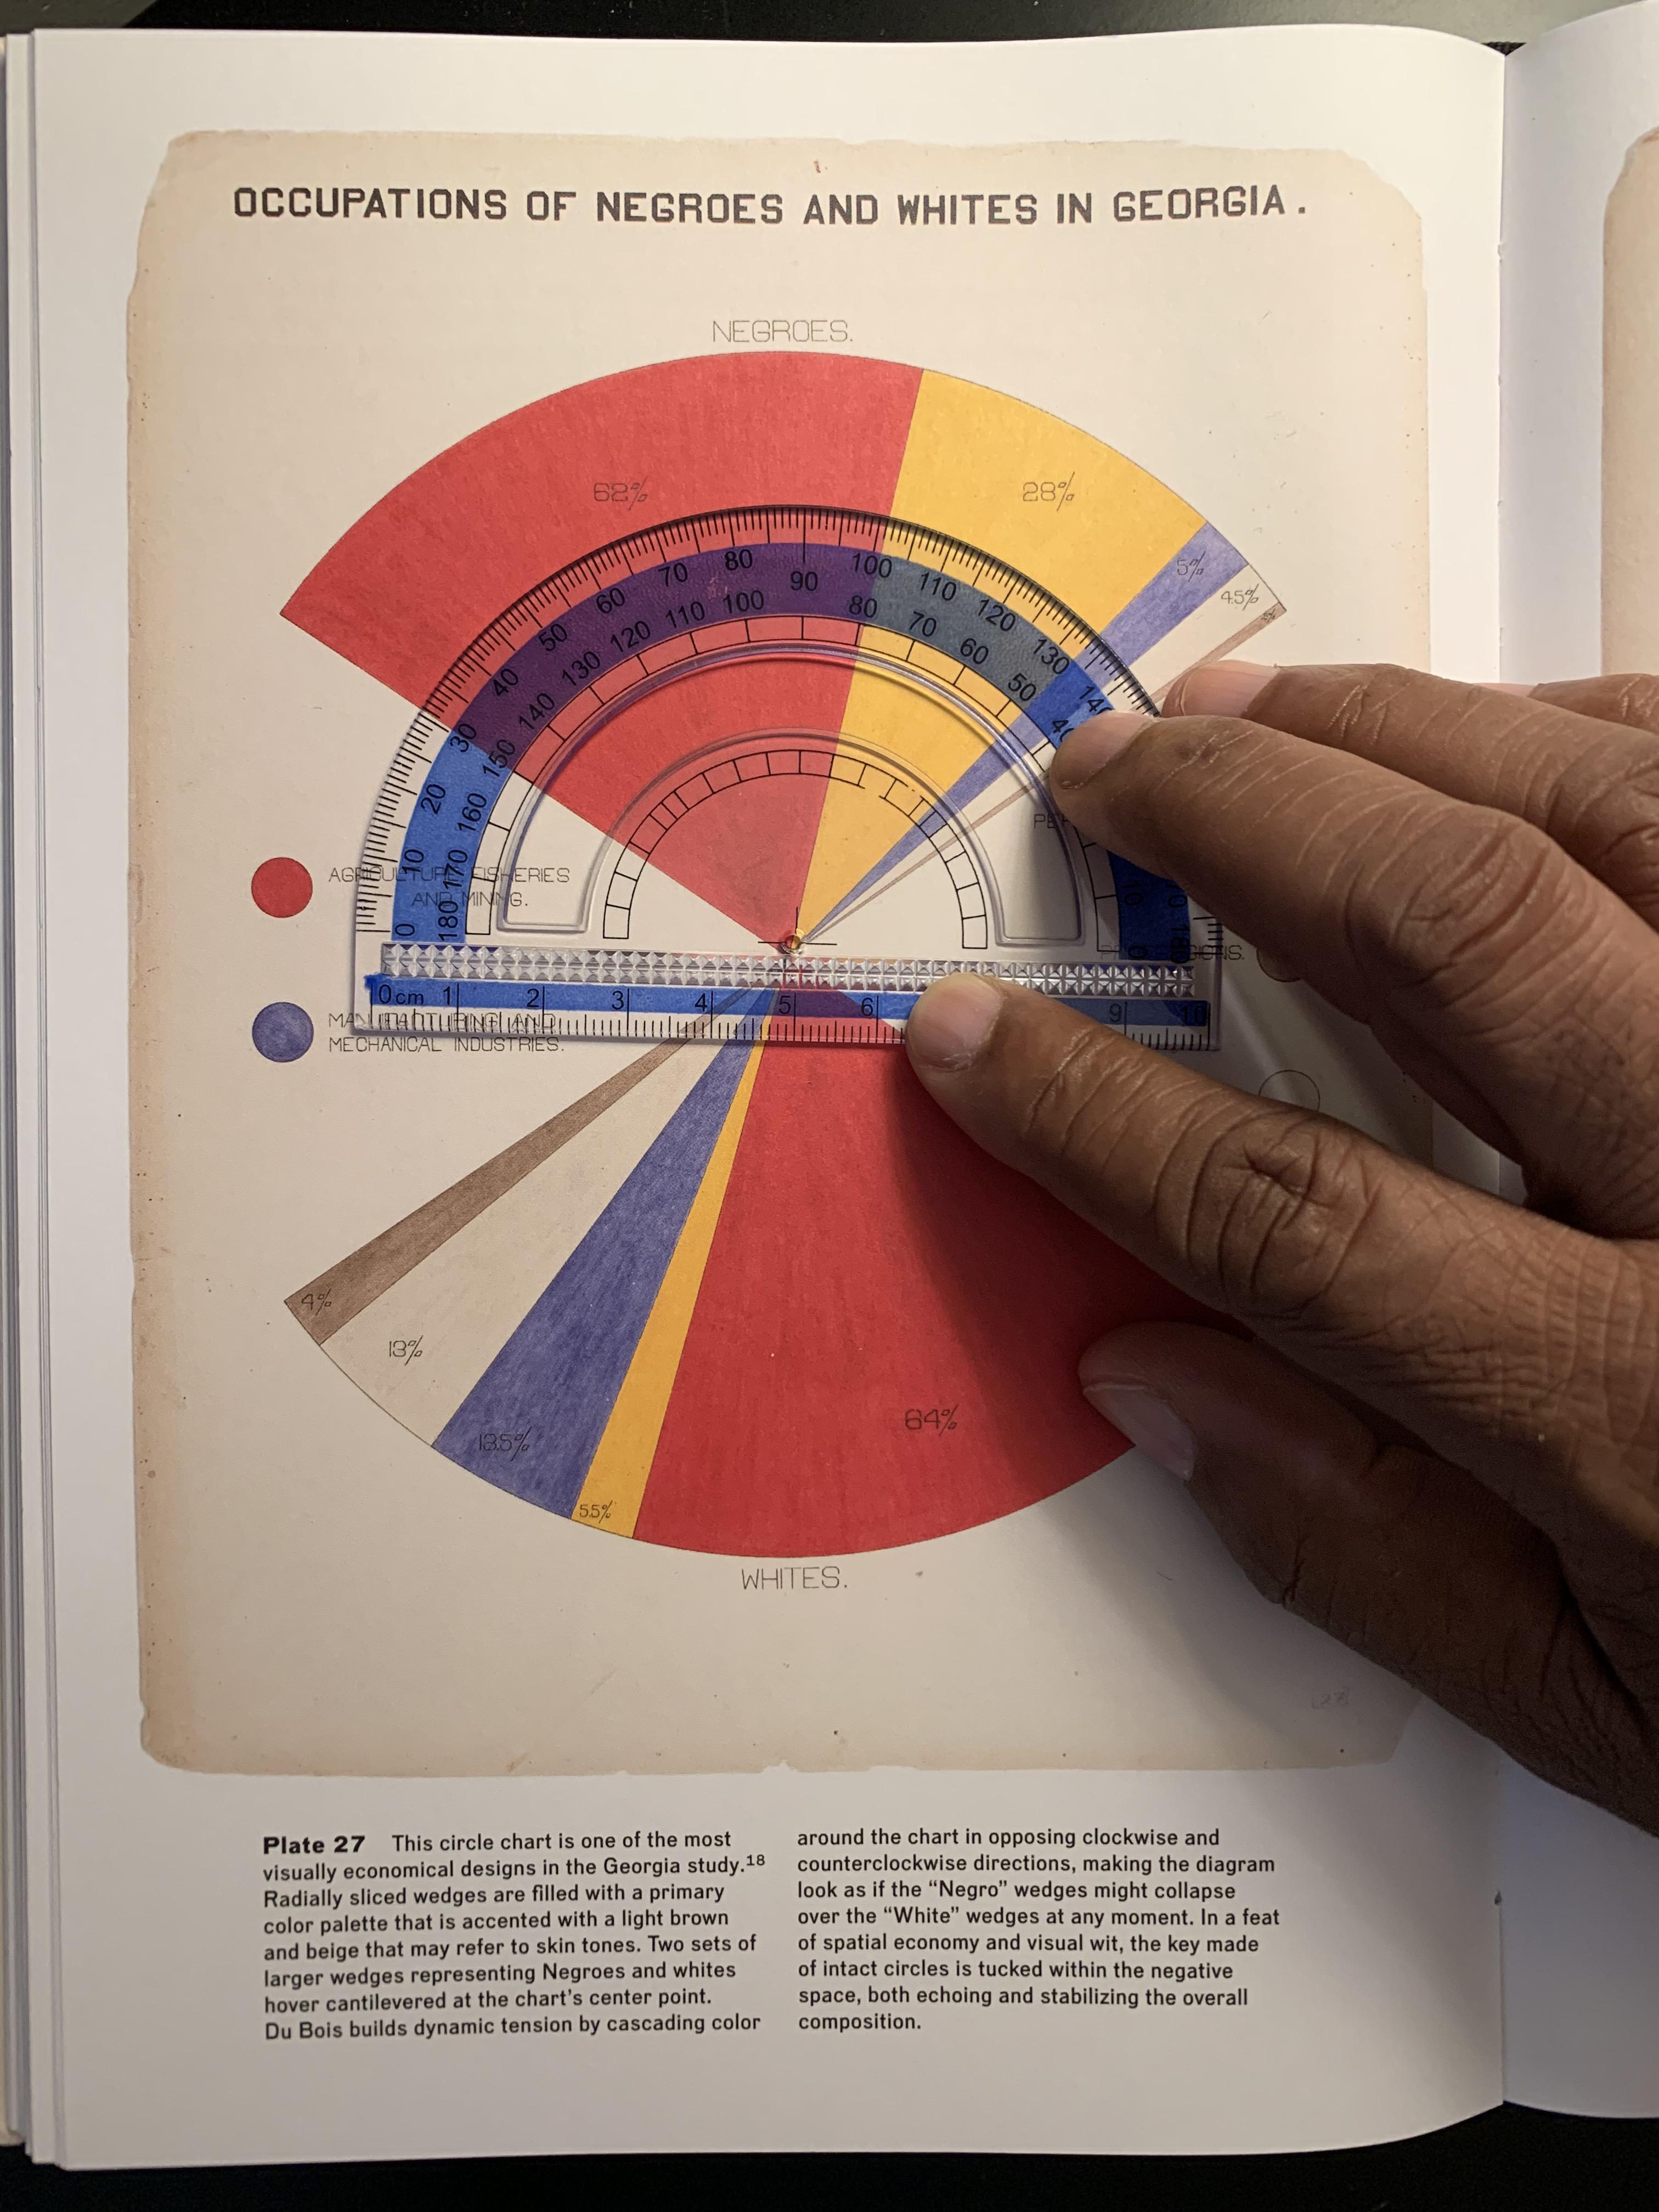 OCCUPATIONS OF NEGROES AND WHITES IN GEORGIA.
NEGROES.
62%
28%
5%
4.5%
80
100
70
90
110
60
110
100
80
120
50
120
70
130
40
130
60
140
140
50
30
150
40
20
160
10
170
10
0
180
0
180
AGRICULTURE, FISHERIES
AND MINING.
0cm 1 2 3 4 5 6 9 10
MANUFACTURING AND
MECHANICAL INDUSTRIES.
4%
13%
13.5%
5.5%
64%
WHITES.
Plate 27 This circle chart is one of the most
visually economical designs in the Georgia study.18
Radially sliced wedges are filled with a primary
color palette that is accented with a light brown
and beige that may refer to skin tones. Two sets of
larger wedges representing Negroes and whites
hover cantilevered at the chart's center point.
Du Bois builds dynamic tension by cascading color
around the chart in opposing clockwise and
counterclockwise directions, making the diagram
look as if the “Negro” wedges might collapse
over the “White” wedges at any moment. In a feat
of spatial economy and visual wit, the key made
of intact circles is tucked within the negative
space, both echoing and stabilizing the overall
composition.